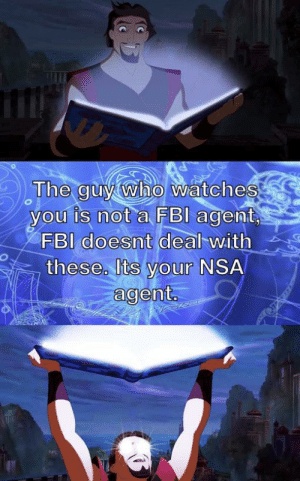 The guy who watches
you is not a FBI agent,
FBI doesnt deal with
these. Its your NSA
agent.